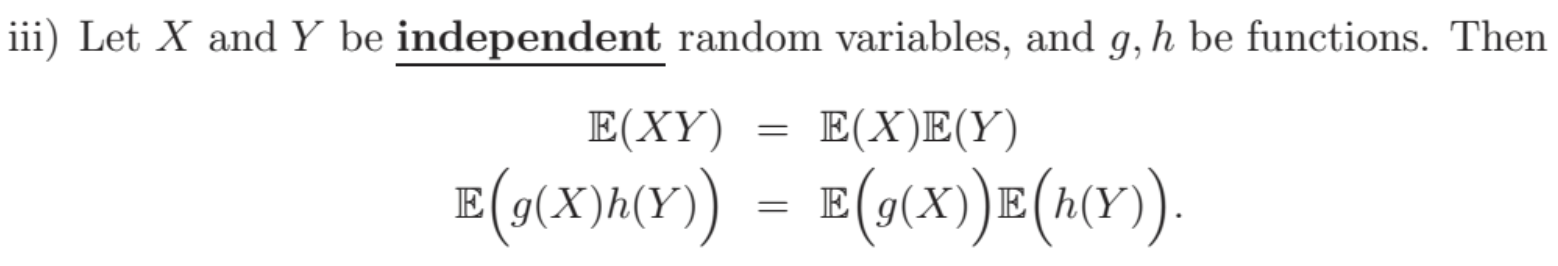 iii) Let X and Y be independent random variables, and g, h be functions. Then
𝔼(XY) = 𝔼(X)𝔼(Y)
𝔼(g(X)h(Y)) = 𝔼(g(X))𝔼(h(Y)).